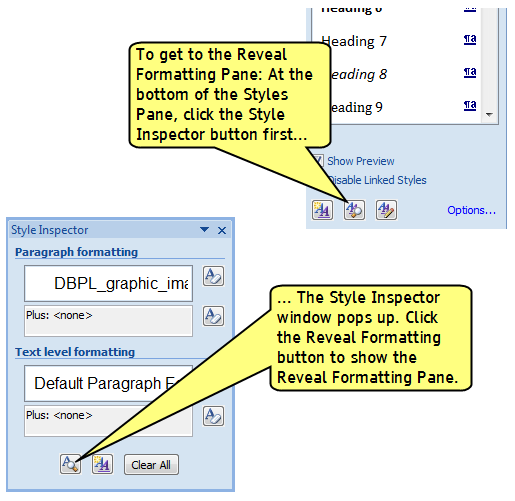 Heading 6
Heading 7
Heading 8
Heading 9
¶a
¶a
¶a
¶a
To get to the Reveal
Formatting Pane: At the
bottom of the Styles
Pane, click the Style
Inspector button first...
Show Preview
Disable Linked Styles
Options...
Style Inspector
Paragraph formatting
DBPL_graphic_ima
Plus: <none>
Text level formatting
Default Paragraph
Plus: <none>
Clear All
... The Style Inspector
window pops up. Click
the Reveal Formatting
button to show the
Reveal Formatting Pane.